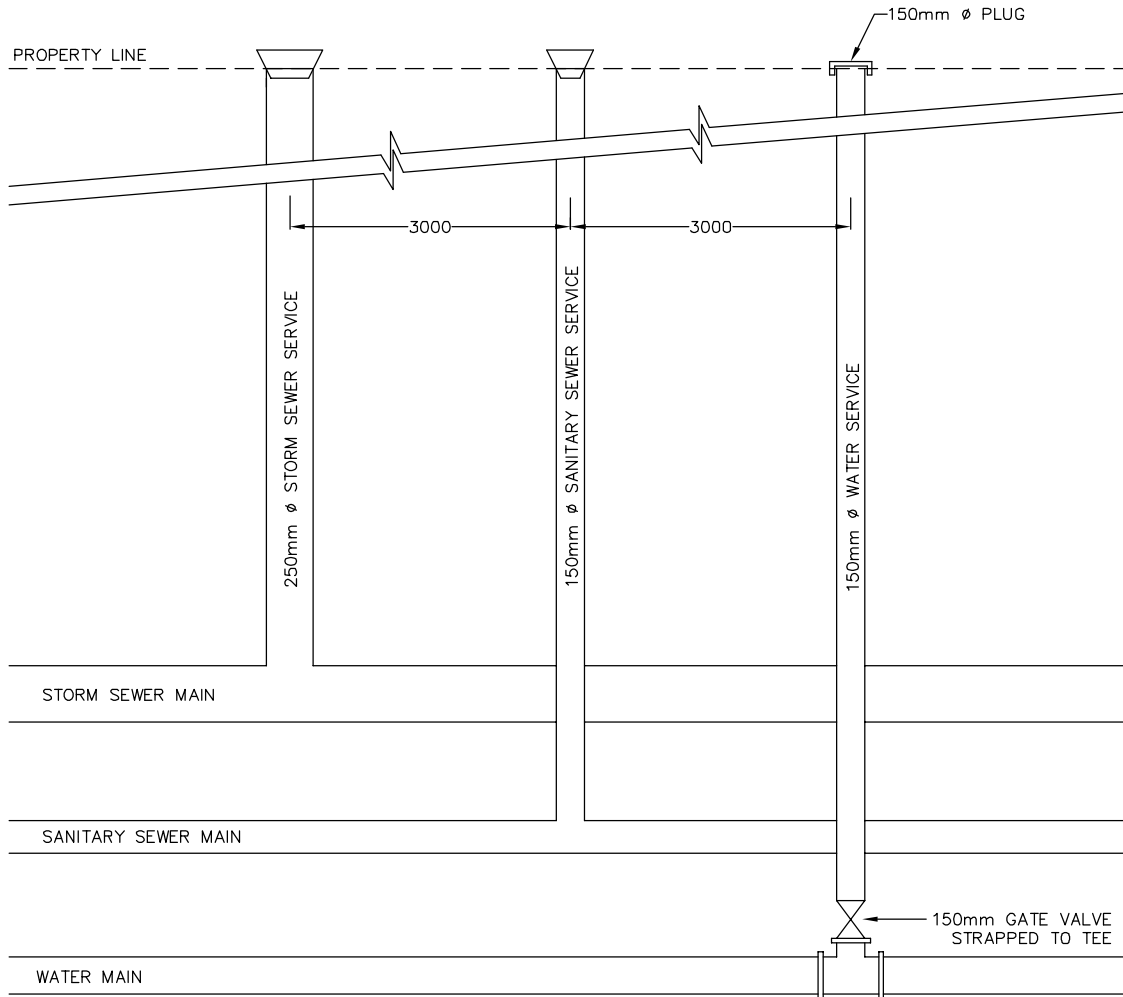 150mm ø PLUG
PROPERTY LINE
3000
3000
250mm ø STORM SEWER SERVICE
150mm ø SANITARY SEWER SERVICE
150mm ø WATER SERVICE
STORM SEWER MAIN
SANITARY SEWER MAIN
150mm GATE VALVE
STRAPPED TO TEE
WATER MAIN